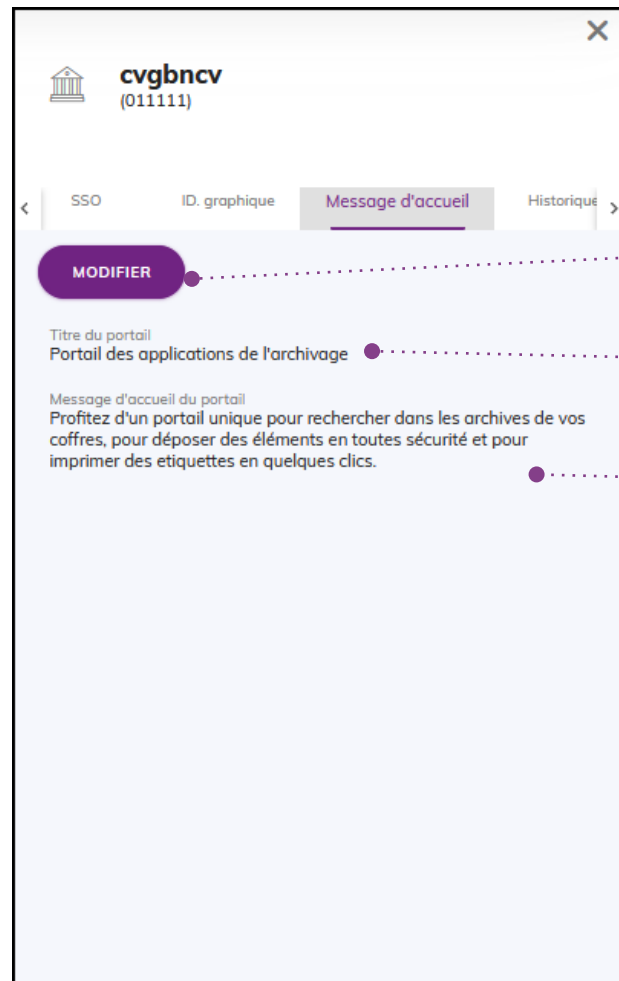 cvgbncv
(011111)
SSO ID. graphique Message d'accueil Historique
MODIFIER
Titre du portail
Portail des applications de l'archivage
Message d'accueil du portail
Profitez d'un portail unique pour rechercher dans les archives de vos
coffres, pour déposer des éléments en toutes sécurité et pour
imprimer des etiquettes en quelques clics.